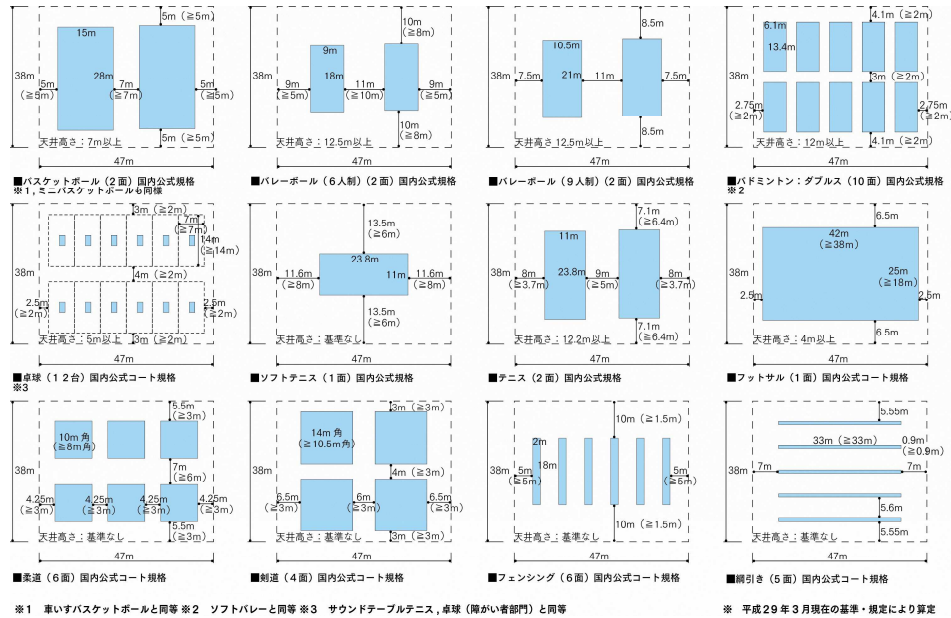 5m（≧5m）
15m
28m
38m
5m
（≧5m）
7m
（≧7m）
5m
（≧5m）
5m（≧5m）
天井高さ：7m以上
47m
■バスケットボール（2面）国内公式規格
※1，ミニバスケットボールも同様
10m
（≧8m）
9m
18m
38m
9m
（≧5m）
11m
（≧10m）
9m
（≧5m）
10m
（≧8m）
天井高さ：12.5m以上
47m
■バレーボール（6人制）（2面）国内公式規格
8.5m
10.5m
21m
38m
7.5m
11m
7.5m
8.5m
天井高さ 12.5m以上
47m
■バレーボール（9人制）（2面）国内公式規格
4.1m（≧2m）
6.1m
13.4m
38m
3m（≧2m）
2.75m
（≧2m）
2.75m
（≧2m）
4.1m（≧2m）
天井高さ：12m以上
47m
■バドミントン：ダブルス（10面）国内公式規格
※2
3m（≧2m）
7m
（≧7m）
14m
（≧14m）
38m
4m（≧2m）
2.5m
（≧2m）
2.5m
（≧2m）
天井高さ：5m以上
3m（≧2m）
47m
■卓球（12台）国内公式コート規格
※3
13.5m
（≧6m）
23.8m
11m
38m
11.6m
（≧8m）
11.6m
（≧8m）
13.5m
（≧6m）
天井高さ：基準なし
47m
■ソフトテニス（1面）国内公式規格
7.1m
（≧6.4m）
11m
23.8m
38m
8m
（≧3.7m）
9m
（≧5m）
8m
（≧3.7m）
7.1m
（≧6.4m）
天井高さ：12.2m以上
47m
■テニス（2面）国内公式規格
6.5m
42m
（≧38m）
25m
（≧18m）
38m
2.5m
2.5m
6.5m
天井高さ：4m以上
47m
■フットサル（1面）国内公式コート規格
5.5m
（≧3m）
10m 角
（≧8m角）
38m
7m
（≧6m）
4.25m
（≧3m）
4.25m
（≧3m）
4.25m
（≧3m）
4.25m
（≧3m）
5.5m
（≧3m）
天井高さ：基準なし
47m
■柔道（6面）国内公式コート規格
3m（≧3m）
14m 角
（≧10.6m角）
38m
4m（≧3m）
6.5m
（≧3m）
6m
（≧3m）
6.5m
（≧3m）
3m（≧3m）
天井高さ：基準なし
47m
■剣道（4面）国内公式コート規格
10m（≧1.5m）
2m
18m
38m
5m
（≧5m）
5m
（≧5m）
10m（≧1.5m）
天井高さ：基準なし
47m
■フェンシング（6面）国内公式コート規格
5.55m
33m（≧33m）
0.9m
（≧0.9m）
38m
7m
7m
5.6m
5.55m
天井高さ：基準なし
47m
■綱引き（5面）国内公式コート規格
※1　車いすバスケットボールと同等 ※2　ソフトバレーと同等 ※3　サウンドテーブルテニス，卓球（障がい者部門）と同等
※　平成29年3月現在の基準・規定により算定